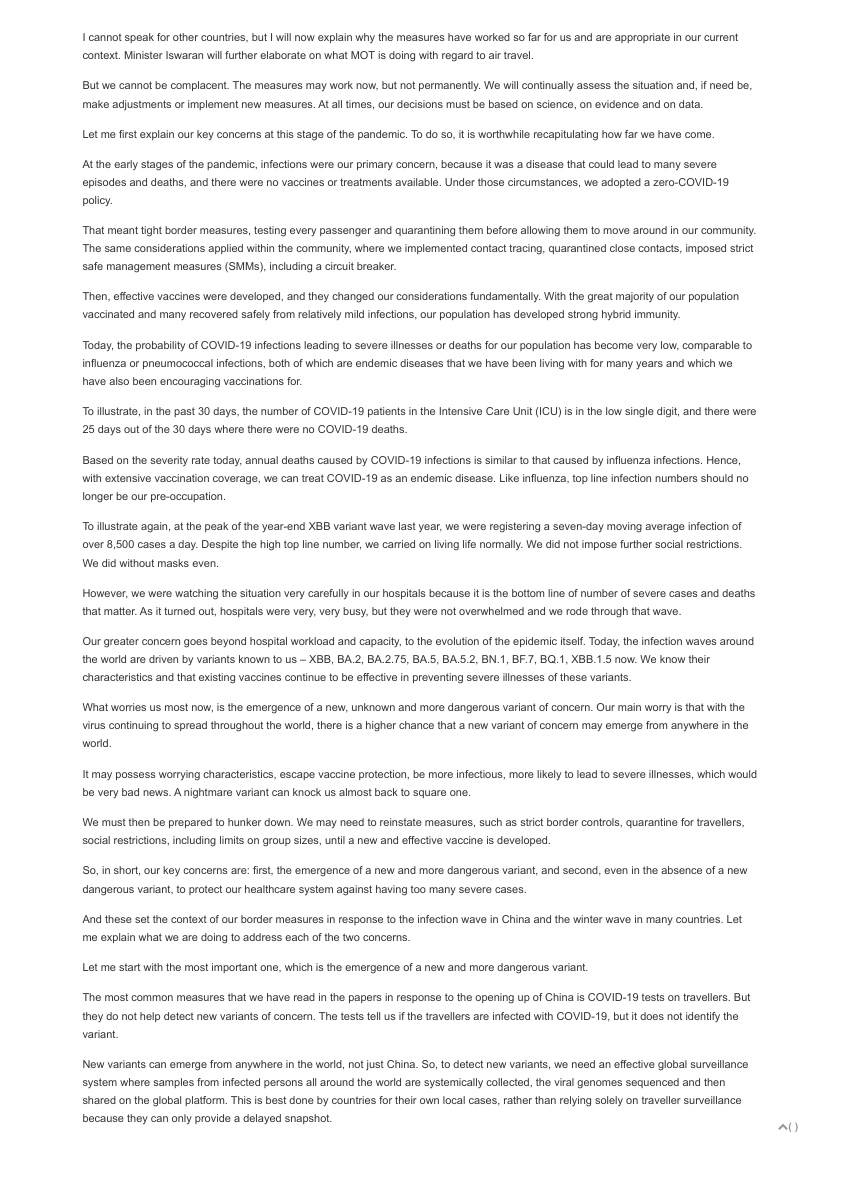 I cannot speak for other countries, but I will now explain why the measures have worked so far for us and are appropriate in our current
context. Minister Iswaran will further elaborate on what MOT is doing with regard to air travel.
But we cannot be complacent. The measures may work now, but not permanently. We will continually assess the situation and, if need be,
make adjustments or implement new measures. At all times, our decisions must be based on science, on evidence and on data.
Let me first explain our key concerns at this stage of the pandemic. To do so, it is worthwhile recapitulating how far we have come.
At the early stages of the pandemic, infections were our primary concern, because it was a disease that could lead to many severe
episodes and deaths, and there were no vaccines or treatments available. Under those circumstances, we adopted a zero-COVID-19
policy.
That meant tight border measures, testing every passenger and quarantining them before allowing them to move around in our community.
The same considerations applied within the community, where we implemented contact tracing, quarantined close contacts, imposed strict
safe management measures (SMMs), including a circuit breaker.
Then, effective vaccines were developed, and they changed our considerations fundamentally. With the great majority of our population
vaccinated and many recovered safely from relatively mild infections, our population has developed strong hybrid immunity.
Today, the probability of COVID-19 infections leading to severe illnesses or deaths for our population has become very low, comparable to
influenza or pneumococcal infections, both of which are endemic diseases that we have been living with for many years and which we
have also been encouraging vaccinations for.
To illustrate, in the past 30 days, the number of COVID-19 patients in the Intensive Care Unit (ICU) is in the low single digit, and there were
25 days out of the 30 days where there were no COVID-19 deaths.
Based on the severity rate today, annual deaths caused by COVID-19 infections is similar to that caused by influenza infections. Hence,
with extensive vaccination coverage, we can treat COVID-19 as an endemic disease. Like influenza, top line infection numbers should no
longer be our pre-occupation.
To illustrate again, at the peak of the year-end XBB variant wave last year, we were registering a seven-day moving average infection of
over 8,500 cases a day. Despite the high top line number, we carried on living life normally. We did not impose further social restrictions.
We did without masks even.
However, we were watching the situation very carefully in our hospitals because it is the bottom line of number of severe cases and deaths
that matter. As it turned out, hospitals were very, very busy, but they were not overwhelmed and we rode through that wave.
Our greater concern goes beyond hospital workload and capacity, to the evolution of the epidemic itself. Today, the infection waves around
the world are driven by variants known to us – XBB, BA.2, BA.2.75, BA.5, BA.5.2, BN.1, BF.7, BQ.1, XBB.1.5 now. We know their
characteristics and that existing vaccines continue to be effective in preventing severe illnesses of these variants.
What worries us most now, is the emergence of a new, unknown and more dangerous variant of concern. Our main worry is that with the
virus continuing to spread throughout the world, there is a higher chance that a new variant of concern may emerge from anywhere in the
world.
It may possess worrying characteristics, escape vaccine protection, be more infectious, more likely to lead to severe illnesses, which would
be very bad news. A nightmare variant can knock us almost back to square one.
We must then be prepared to hunker down. We may need to reinstate measures, such as strict border controls, quarantine for travellers,
social restrictions, including limits on group sizes, until a new and effective vaccine is developed.
So, in short, our key concerns are: first, the emergence of a new and more dangerous variant, and second, even in the absence of a new
dangerous variant, to protect our healthcare system against having too many severe cases.
And these set the context of our border measures in response to the infection wave in China and the winter wave in many countries. Let
me explain what we are doing to address each of the two concerns.
Let me start with the most important one, which is the emergence of a new and more dangerous variant.
The most common measures that we have read in the papers in response to the opening up of China is COVID-19 tests on travellers. But
they do not help detect new variants of concern. The tests tell us if the travellers are infected with COVID-19, but it does not identify the
variant.
New variants can emerge from anywhere in the world, not just China. So, to detect new variants, we need an effective global surveillance
system where samples from infected persons all around the world are systemically collected, the viral genomes sequenced and then
shared on the global platform. This is best done by countries for their own local cases, rather than relying solely on traveller surveillance
because they can only provide a delayed snapshot.
( )